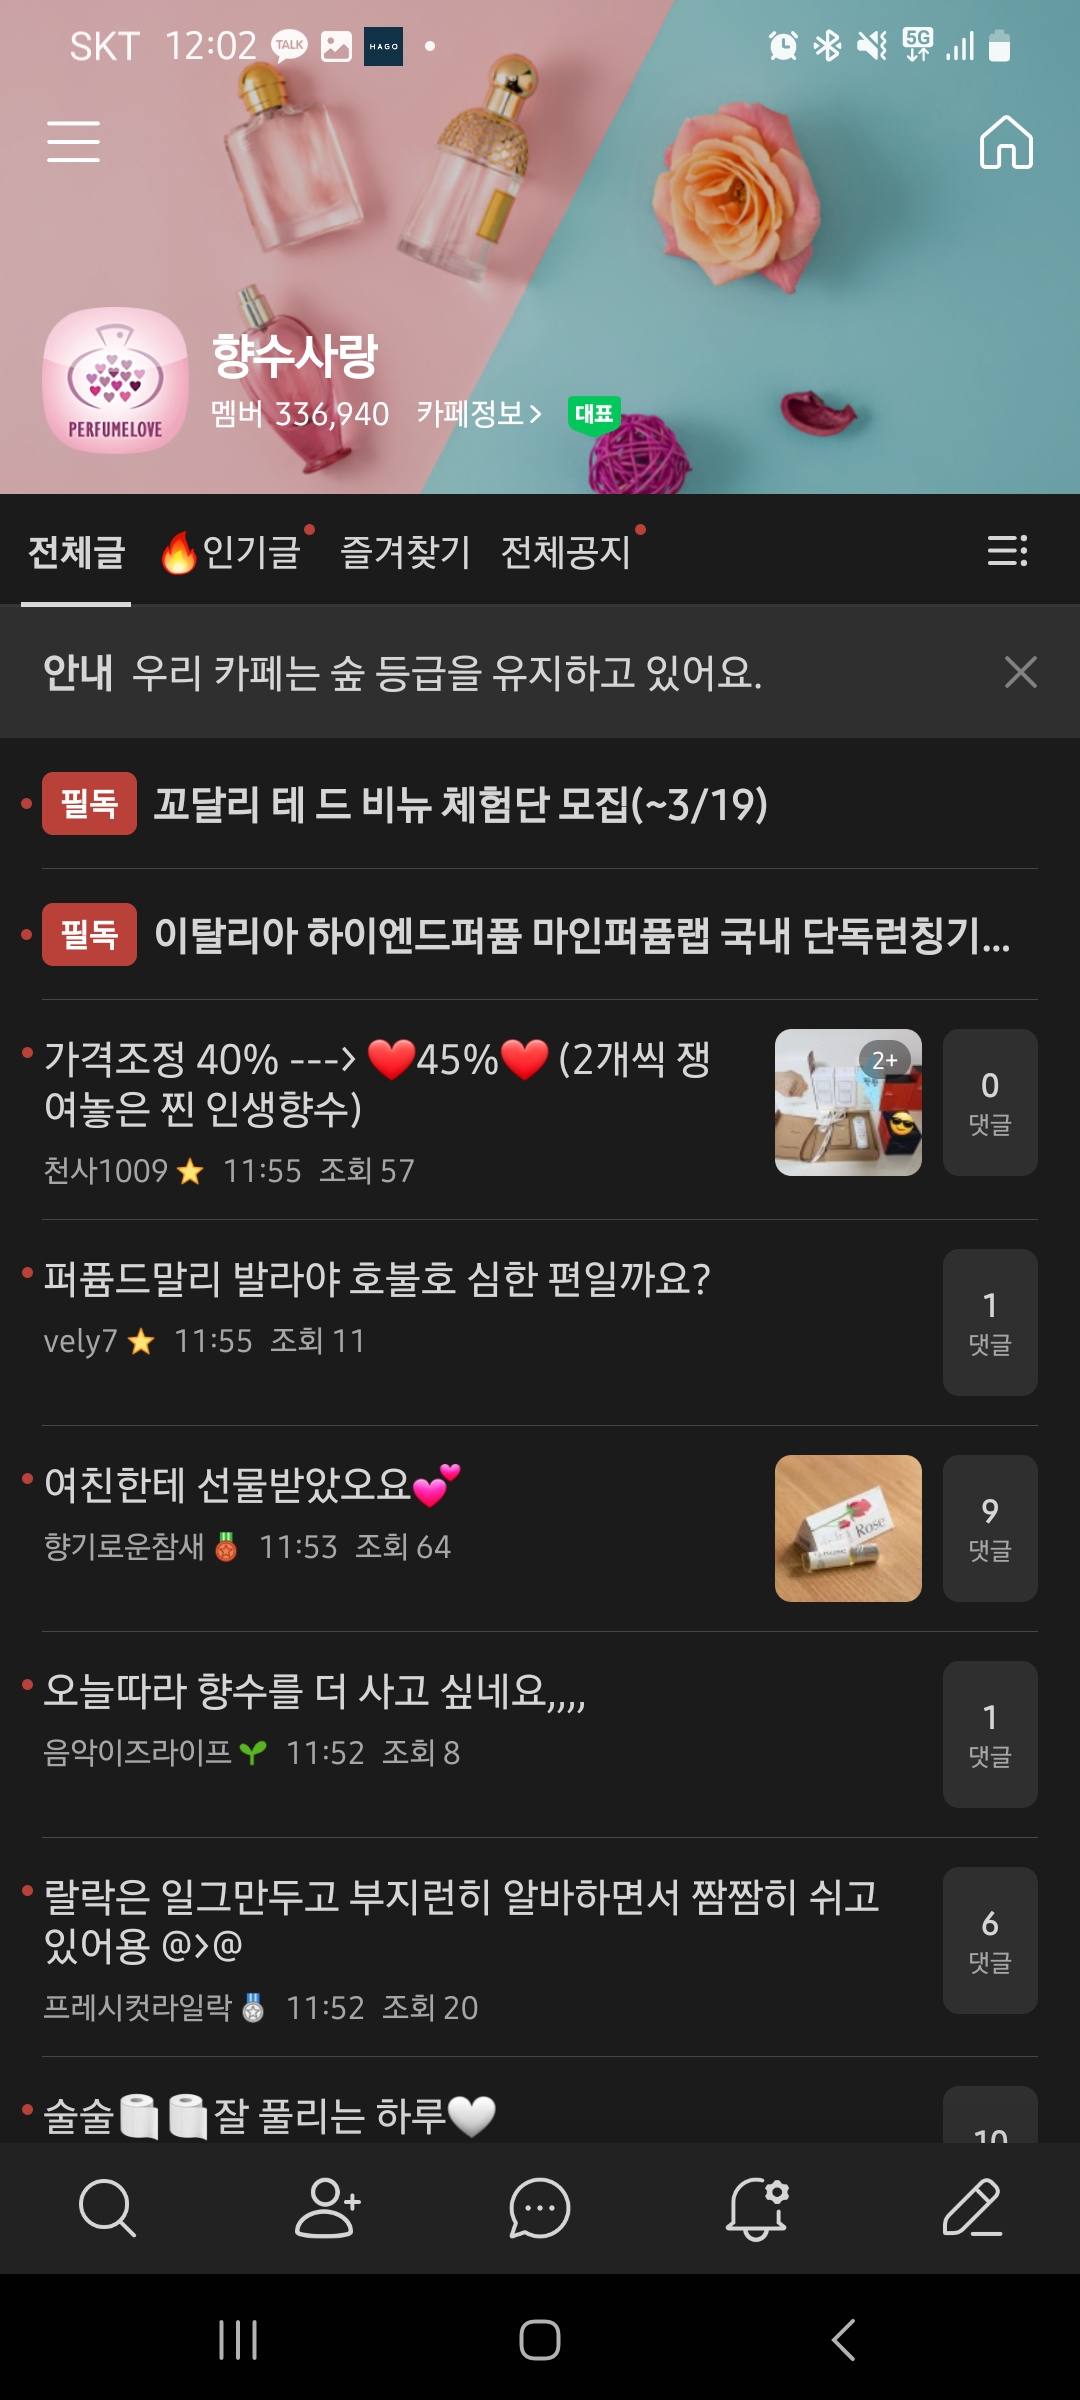 SKT 12:02 TALK HAGO 5G
PERFUMELOVE
향수사랑
멤버 336,940 카페정보 대표
전체글 🔥인기글 즐겨찾기 전체공지
안내 우리 카페는 숲 등급을 유지하고 있어요.
필독 꼬달리 테 드 비뉴 체험단 모집(~3/19)
필독 이탈리아 하이엔드퍼퓸 마인퍼퓸랩 국내 단독런칭기...
가격조정 40% ---> ❤️45%❤️ (2개씩 쟁
여놓은 찐 인생향수)
천사1009 ⭐ 11:55 조회 57
2+
0
댓글
퍼퓸드말리 발라야 호불호 심한 편일까요?
vely7 ⭐ 11:55 조회 11
1
댓글
여친한테 선물받았오요💕
향기로운참새 11:53 조회 64
Rose
9
댓글
오늘따라 향수를 더 사고 싶네요,,,,
음악이즈라이프 🌱 11:52 조회 8
1
댓글
랄락은 일그만두고 부지런히 알바하면서 짬짬히 쉬고
있어용 @>@
프레시컷라일락 11:52 조회 20
6
댓글
술술🧻🧻잘 풀리는 하루🤍
10